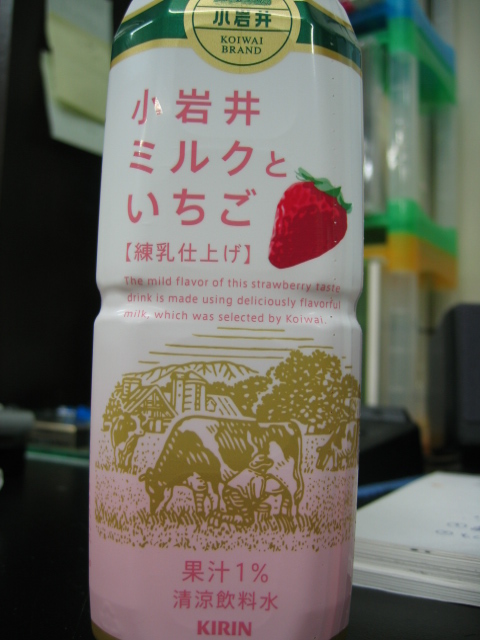 小岩井
KOIWAI
BRAND
小岩井
ミルクと
いちご
【練乳仕上げ】
The mild flavor of this strawberry taste
drink is made using deliciously flavorful
milk, which was selected by Koiwai.
果汁1%
清涼飲料水
KIRIN